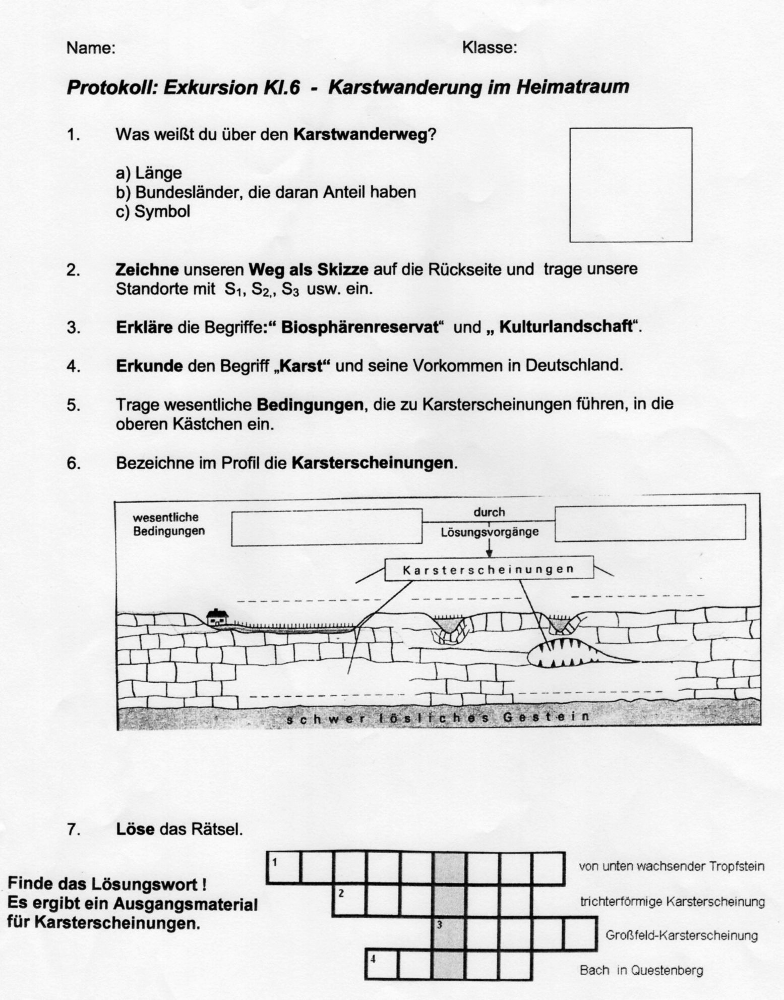 Name: Klasse:
Protokoll: Exkursion Kl.6 - Karstwanderung im Heimatraum
1. Was weißt du über den Karstwanderweg?
a) Länge
b) Bundesländer, die daran Anteil haben
c) Symbol
2. Zeichne unseren Weg als Skizze auf die Rückseite und trage unsere
Standorte mit S₁, S₂,, S₃ usw. ein.
3. Erkläre die Begriffe:“ Biosphärenreservat“ und „ Kulturlandschaft“.
4. Erkunde den Begriff „Karst“ und seine Vorkommen in Deutschland.
5. Trage wesentliche Bedingungen, die zu Karsterscheinungen führen, in die
oberen Kästchen ein.
6. Bezeichne im Profil die Karsterscheinungen.
wesentliche
Bedingungen
durch
Lösungsvorgänge
Karsterscheinungen
schwer lösliches Gestein
7. Löse das Rätsel.
Finde das Lösungswort !
Es ergibt ein Ausgangsmaterial
für Karsterscheinungen.
1 von unten wachsender Tropfstein
2 trichterförmige Karsterscheinung
3 Großfeld-Karsterscheinung
4 Bach in Questenberg